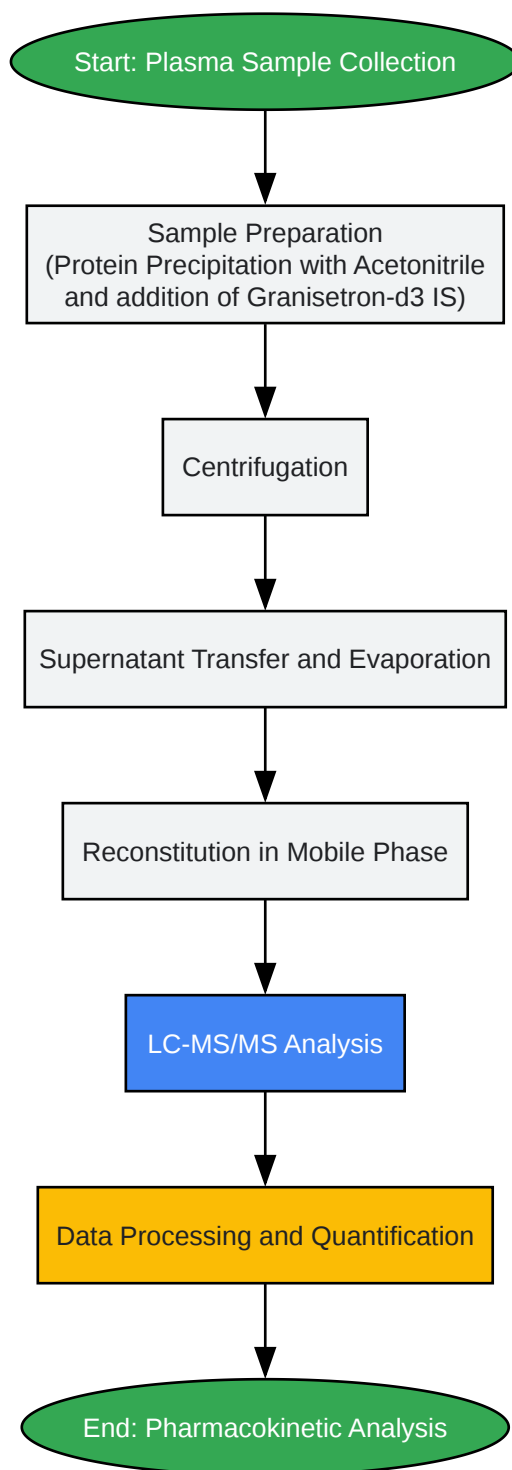 Start: Plasma Sample Collection
Sample Preparation
(Protein Precipitation with Acetonitrile
and addition of Granisetron-d3 IS)
Centrifugation
Supernatant Transfer and Evaporation
Reconstitution in Mobile Phase
LC-MS/MS Analysis
Data Processing and Quantification
End: Pharmacokinetic Analysis